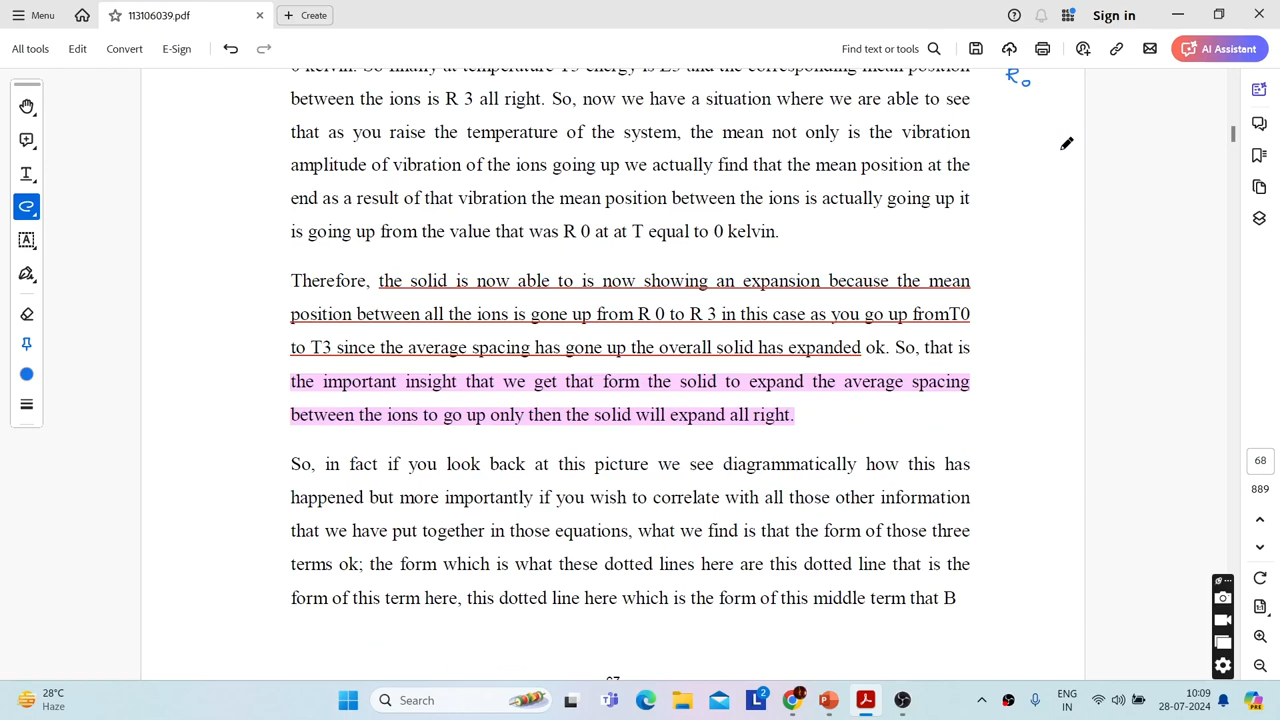 Menu
113106039.pdf
Create
Sign in
All tools
Edit
Convert
E-Sign
Find text or tools
AI Assistant
between the ions is R 3 all right. So, now we have a situation where we are able to see
that as you raise the temperature of the system, the mean not only is the vibration
amplitude of vibration of the ions going up we actually find that the mean position at the
end as a result of that vibration the mean position between the ions is actually going up it
is going up from the value that was R 0 at at T equal to 0 kelvin.
R₀
Therefore, the solid is now able to is now showing an expansion because the mean
position between all the ions is gone up from R 0 to R 3 in this case as you go up fromT0
to T3 since the average spacing has gone up the overall solid has expanded ok. So, that is
the important insight that we get that form the solid to expand the average spacing
between the ions to go up only then the solid will expand all right.
So, in fact if you look back at this picture we see diagrammatically how this has
happened but more importantly if you wish to correlate with all those other information
that we have put together in those equations, what we find is that the form of those three
terms ok; the form which is what these dotted lines here are this dotted line that is the
form of this term here, this dotted line here which is the form of this middle term that B
68
889
28°C
Haze
Search
2
ENG
IN
10:09
28-07-2024